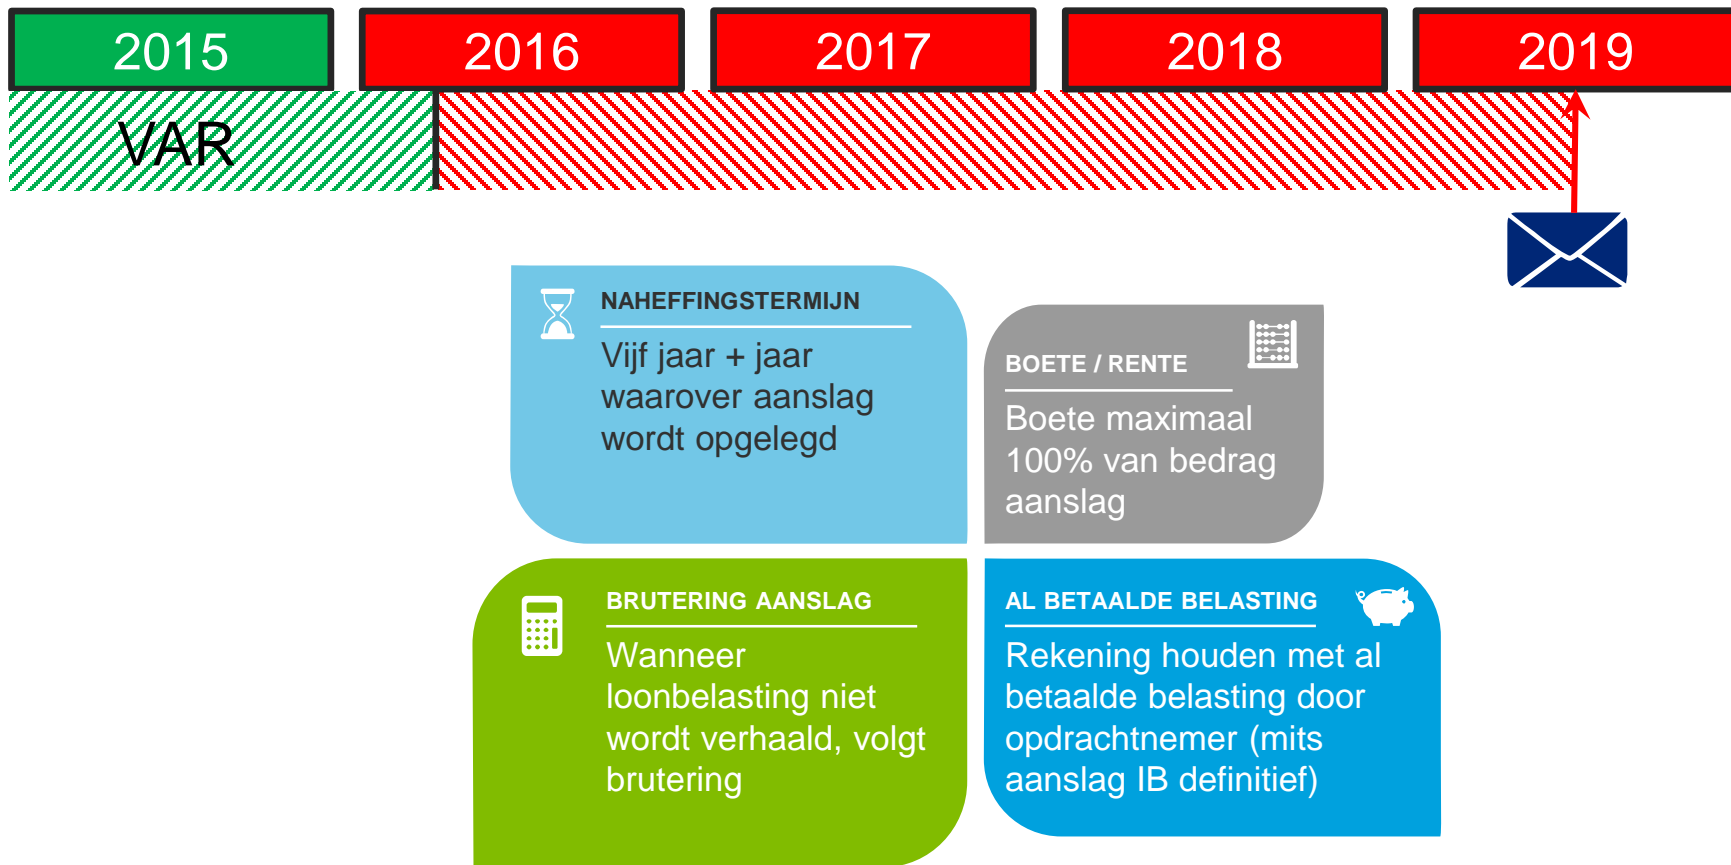 2015
2016
2017
2018
2019
VAR
NAHEFFINGSTERMIJN
Vijf jaar + jaar
waarover aanslag
wordt opgelegd
BOETE / RENTE
Boete maximaal
100% van bedrag
aanslag
BRUTERING AANSLAG
Wanneer
loonbelasting niet
wordt verhaald, volgt
brutering
AL BETAALDE BELASTING
Rekening houden met al
betaalde belasting door
opdrachtnemer (mits
aanslag IB definitief)